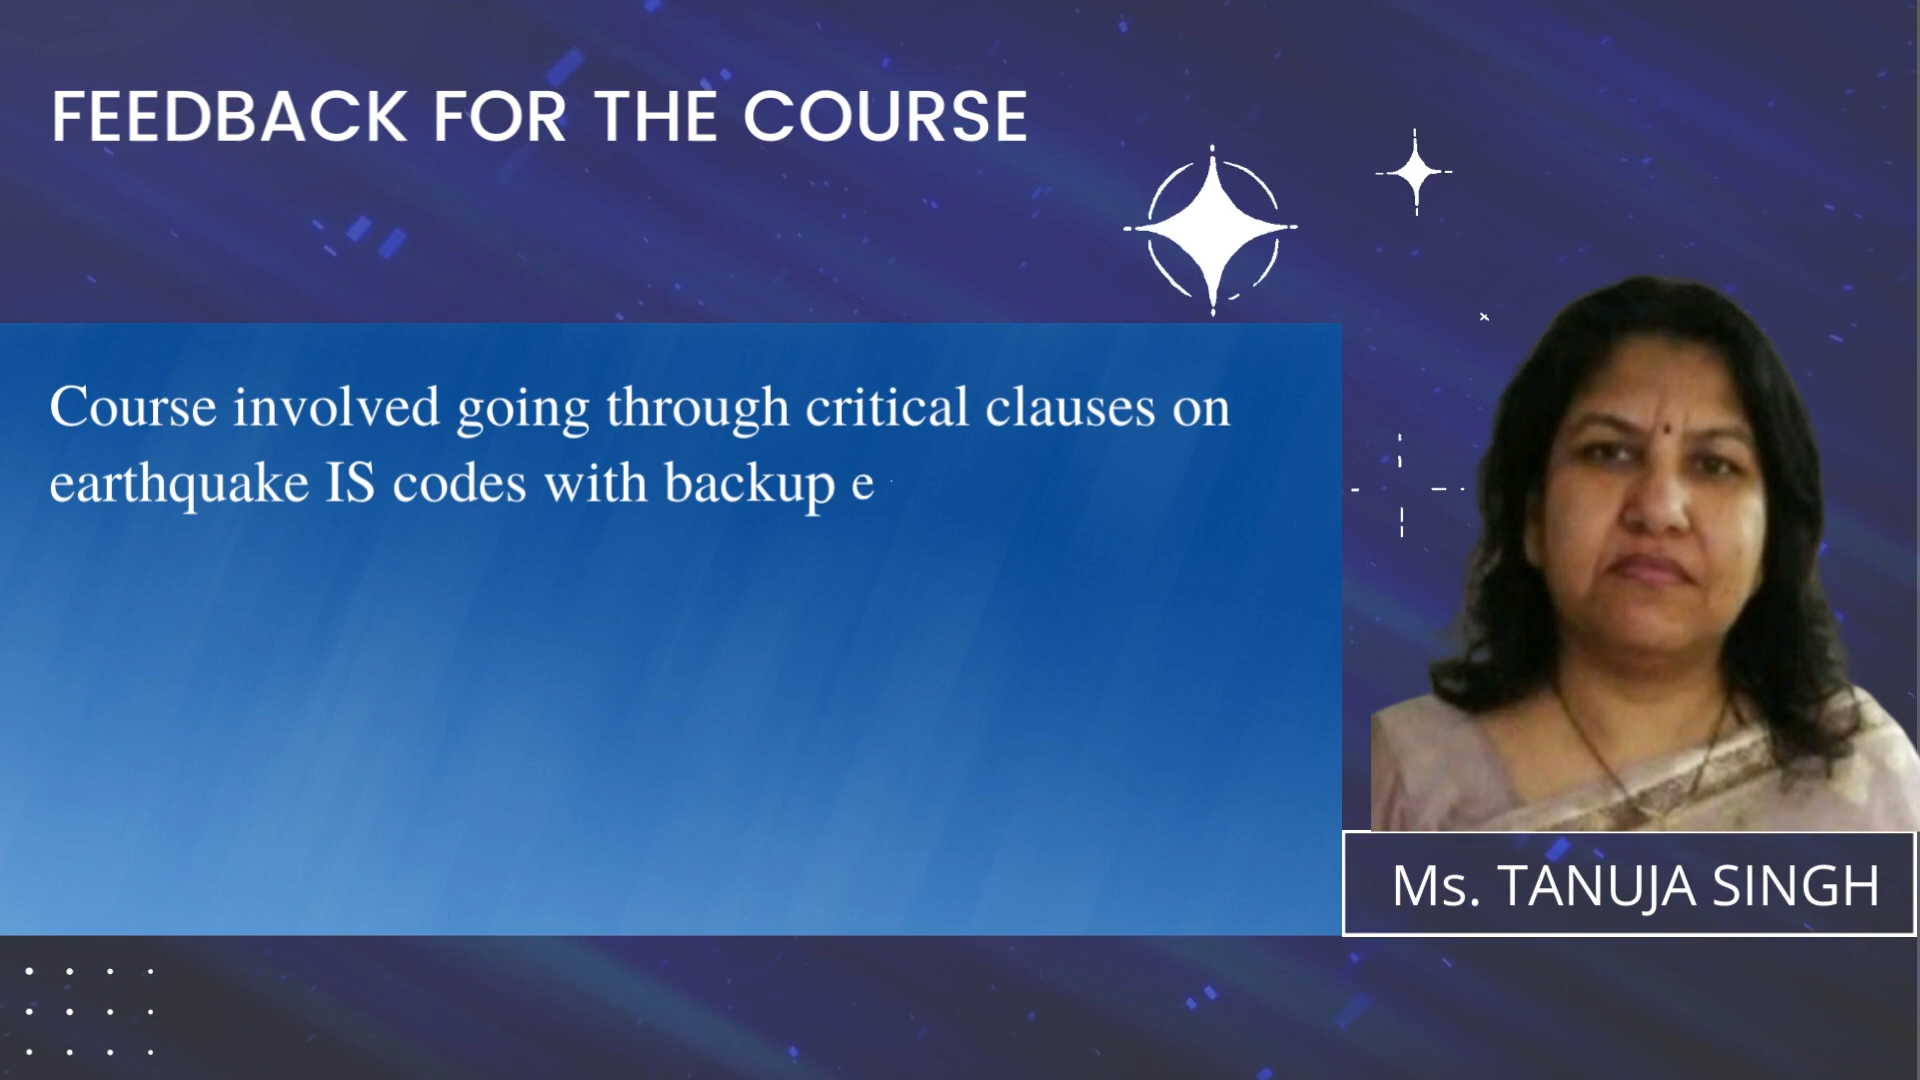 FEEDBACK FOR THE COURSE
Course involved going through critical clauses on
earthquake IS codes with backup e
Ms. TANUJA SINGH